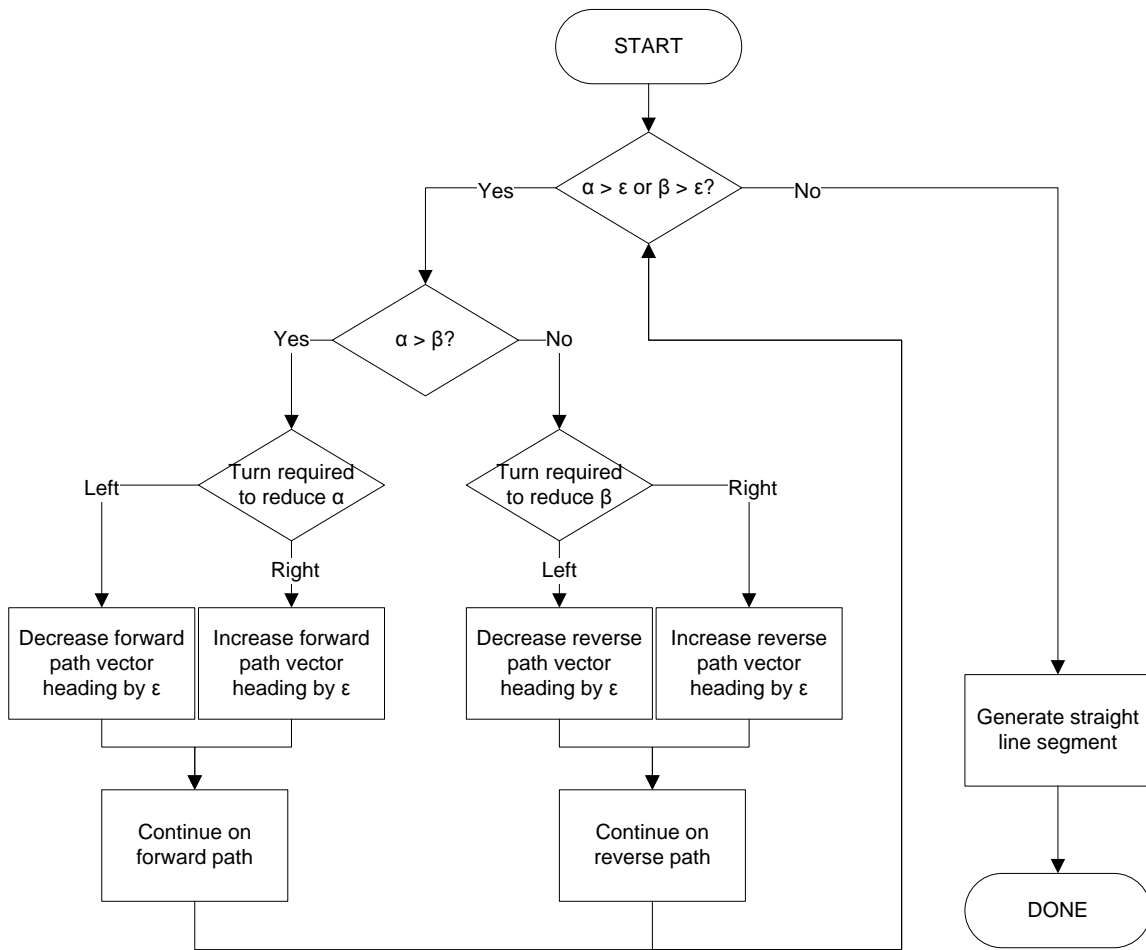 START
α > ε or β > ε?
Yes
No
α > β?
Yes
No
Turn required
to reduce α
Turn required
to reduce β
Left
Right
Right
Left
Decrease forward
path vector
heading by ε
Increase forward
path vector
heading by ε
Decrease reverse
path vector
heading by ε
Increase reverse
path vector
heading by ε
Generate straight
line segment
Continue on
forward path
Continue on
reverse path
DONE